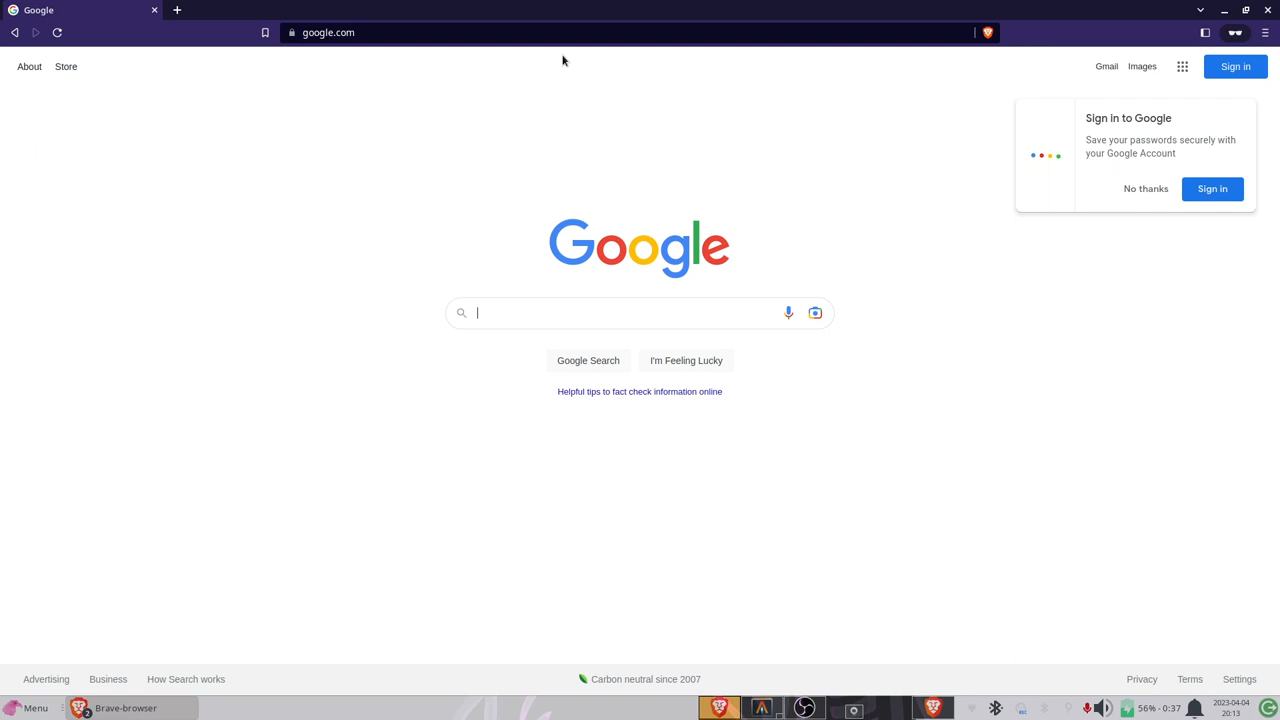 Google
google.com
About
Store
Gmail
Images
Sign in
Sign in to Google
Save your passwords securely with
your Google Account
No thanks
Sign in
Google
Google Search
I'm Feeling Lucky
Helpful tips to fact check information online
Advertising
Business
How Search works
Carbon neutral since 2007
Privacy
Terms
Settings
Menu
2
Brave-browser
56% - 0:37
2023-04-04
20:13